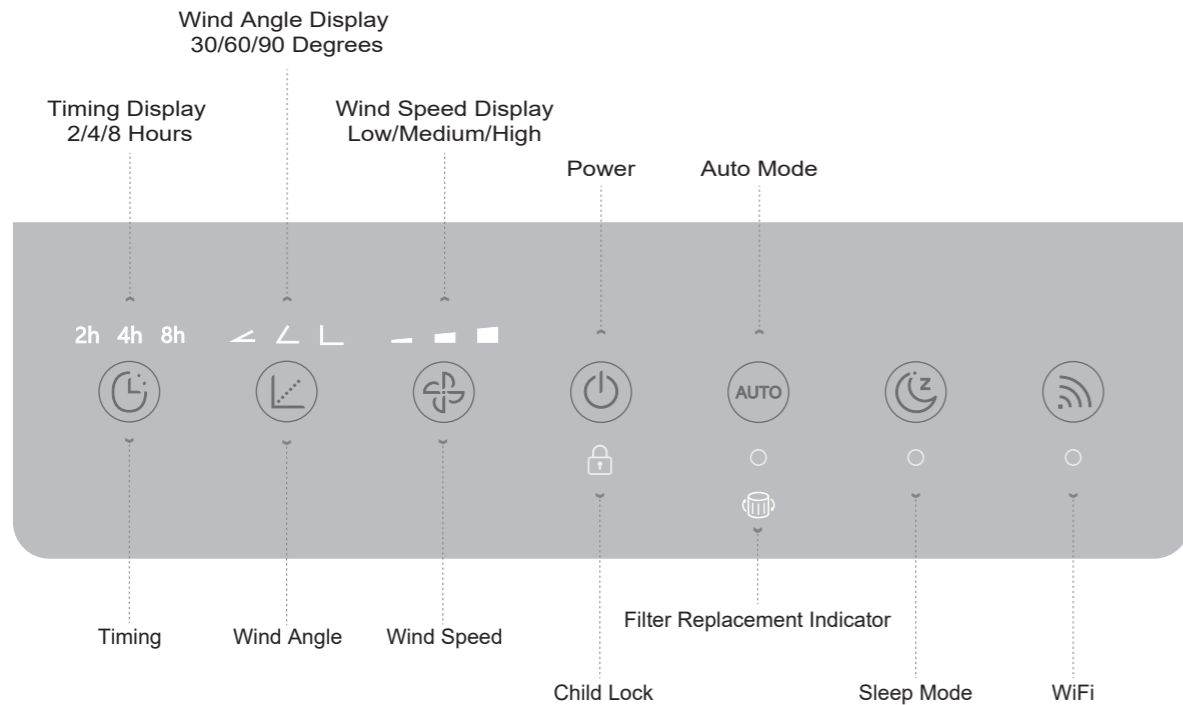 Wind Angle Display
30/60/90 Degrees
Timing Display
2/4/8 Hours
Wind Speed Display
Low/Medium/High
Power
Auto Mode
2h 4h 8h
AUTO
z
Filter Replacement Indicator
Timing
Wind Angle
Wind Speed
Child Lock
Sleep Mode
WiFi